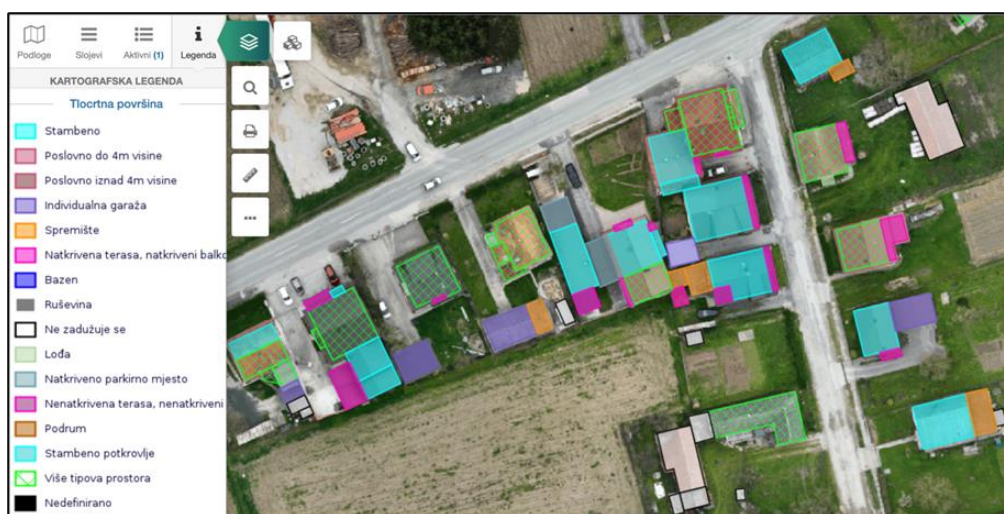 Podloge Slojevi Aktivni (1) Legenda
KARTOGRAFSKA LEGENDA
Tlocrtna površina
Stambeno
Poslovno do 4m visine
Poslovno iznad 4m visine
Individualna garaža
Spremište
Natkrivena terasa, natkriveni balko
Bazen
Ruševina
Ne zadužuje se
Lođa
Natkriveno parkirno mjesto
Nenatkrivena terasa, nenatkriveni
Podrum
Stambeno potkrovlje
Više tipova prostora
Nedefinirano